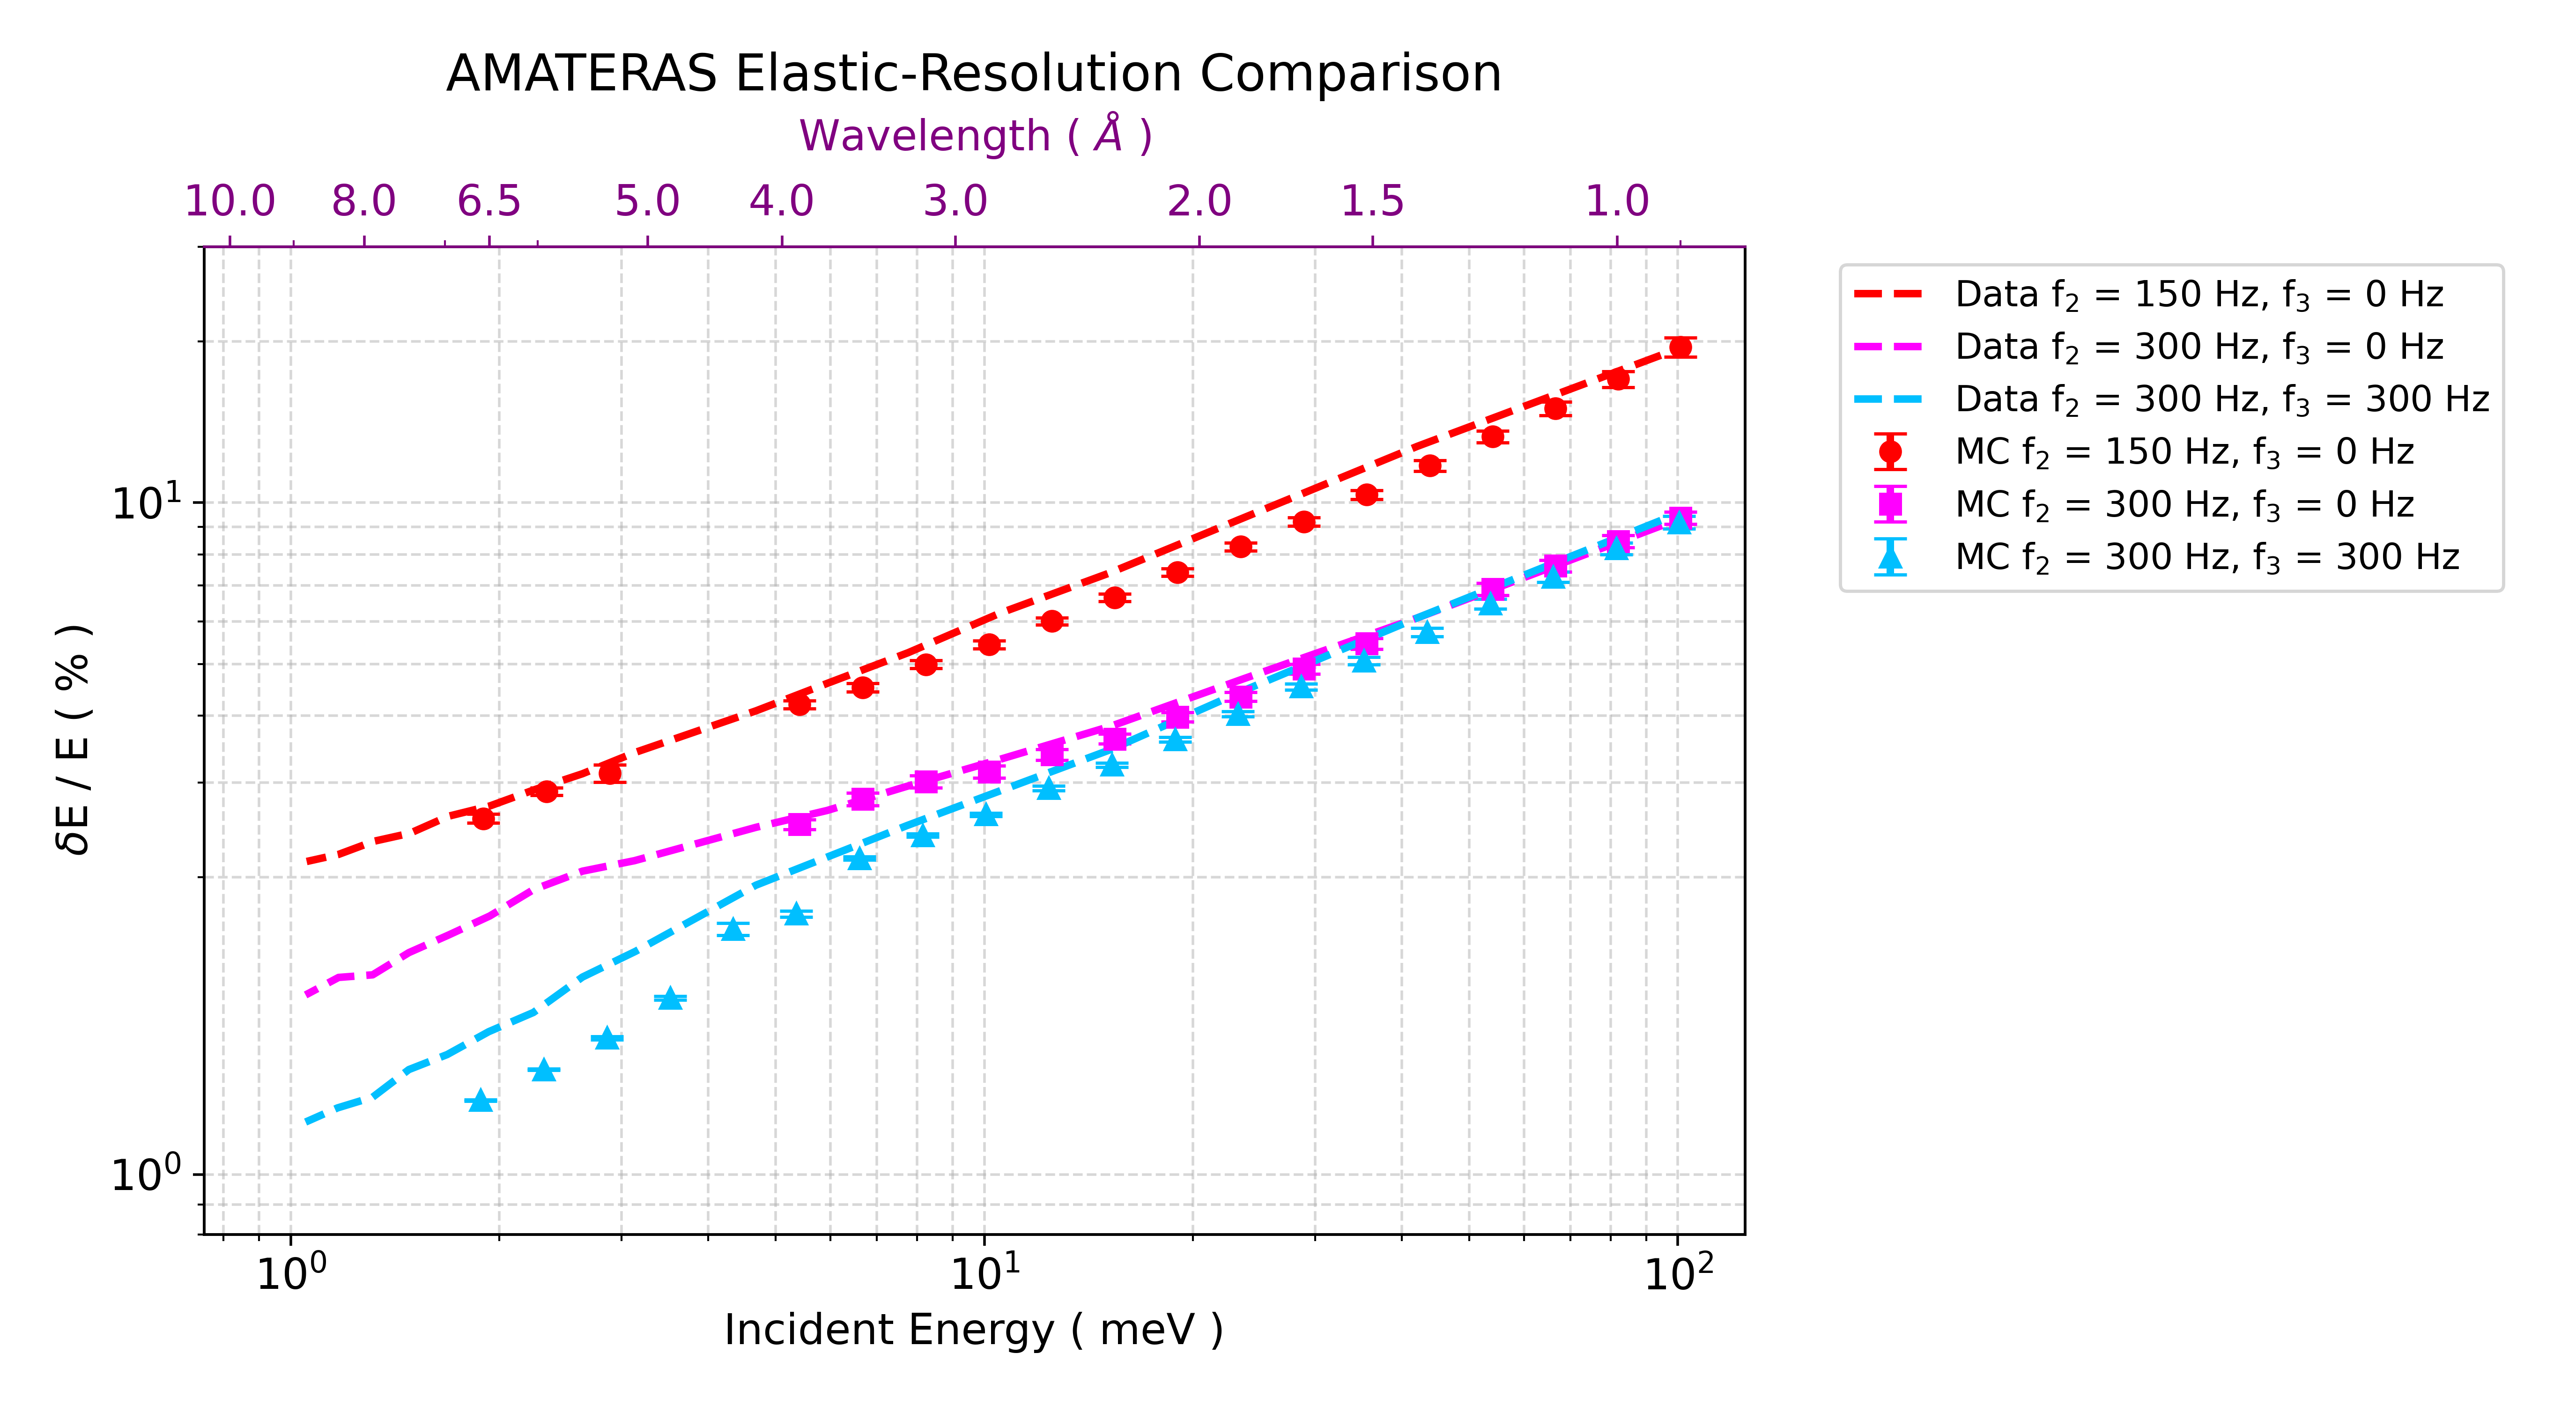 AMATERAS Elastic-Resolution Comparison
Wavelength ( Å )
10.0 8.0 6.5 5.0 4.0 3.0 2.0 1.5 1.0
Data f₂ = 150 Hz, f₃ = 0 Hz
Data f₂ = 300 Hz, f₃ = 0 Hz
Data f₂ = 300 Hz, f₃ = 300 Hz
MC f₂ = 150 Hz, f₃ = 0 Hz
MC f₂ = 300 Hz, f₃ = 0 Hz
MC f₂ = 300 Hz, f₃ = 300 Hz
10¹
δE / E ( % )
10⁰
10⁰ 10¹ 10²
Incident Energy ( meV )